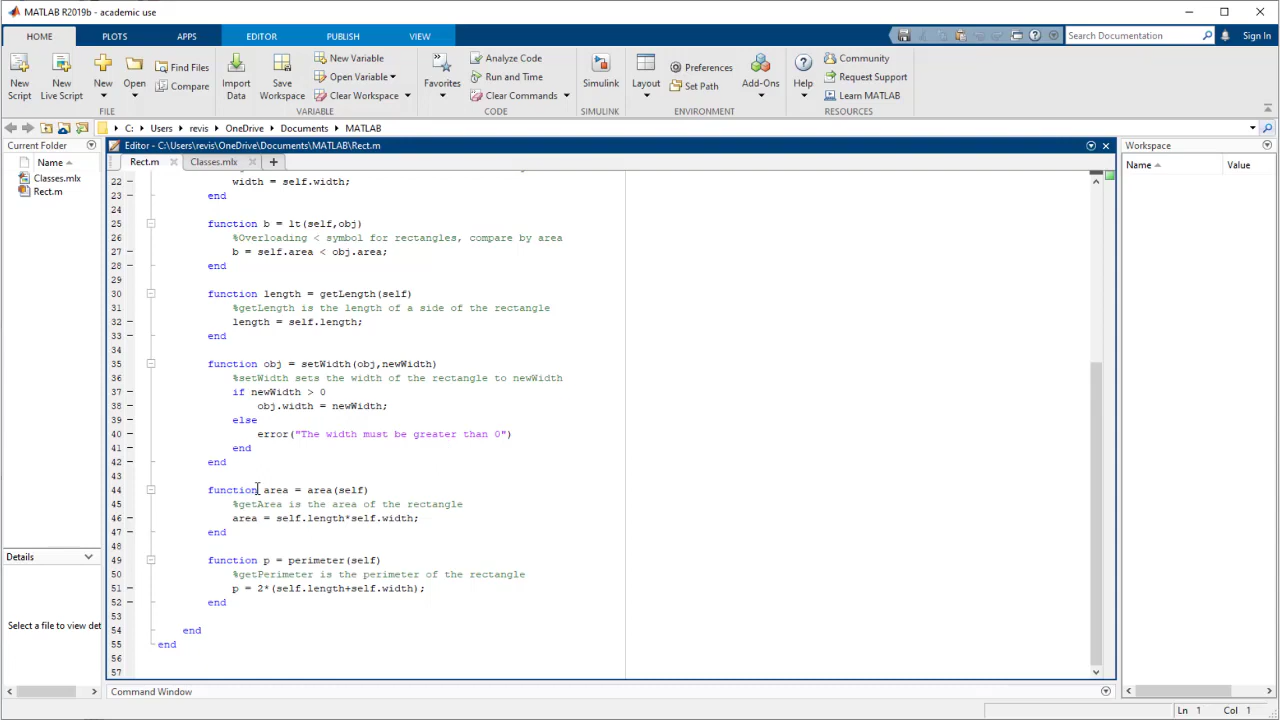 MATLAB R2019b - academic use
HOME PLOTS APPS EDITOR PUBLISH VIEW Search Documentation Sign In
New Script New Live Script New Open Find Files Compare Import Data Save Workspace New Variable Open Variable Clear Workspace Favorites Analyze Code Run and Time Clear Commands Simulink Layout Preferences Set Path Add-Ons Help Community Request Support Learn MATLAB
FILE VARIABLE CODE SIMULINK ENVIRONMENT RESOURCES
C: Users revis OneDrive Documents MATLAB
Current Folder
Name
Classes.mlx
Rect.m
Details
Select a file to view det
Editor - C:\Users\revis\OneDrive\Documents\MATLAB\Rect.m
Rect.m Classes.mlx
22 width = self.width;
23 end
24
25 function b = lt(self,obj)
26 %Overloading < symbol for rectangles, compare by area
27 b = self.area < obj.area;
28 end
29
30 function length = getLength(self)
31 %getLength is the length of a side of the rectangle
32 length = self.length;
33 end
34
35 function obj = setWidth(obj,newWidth)
36 %setWidth sets the width of the rectangle to newWidth
37 if newWidth > 0
38 obj.width = newWidth;
39 else
40 error("The width must be greater than 0")
41 end
42 end
43
44 function area = area(self)
45 %getArea is the area of the rectangle
46 area = self.length*self.width;
47 end
48
49 function p = perimeter(self)
50 %getPerimeter is the perimeter of the rectangle
51 p = 2*(self.length+self.width);
52 end
53
54 end
55 end
56
57
Command Window
Workspace
Name Value
Ln 1 Col 1